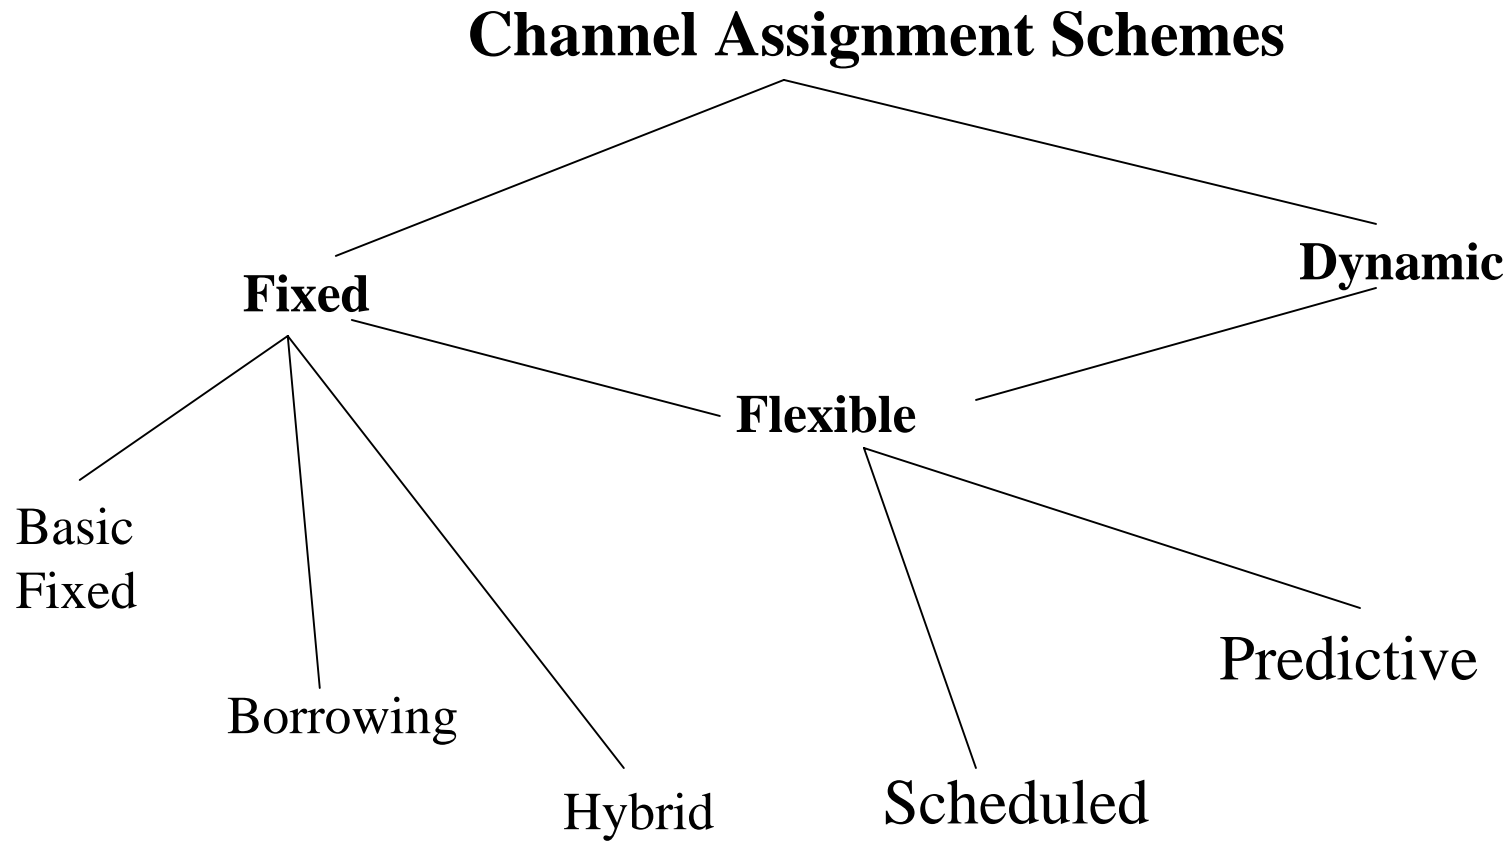 Channel Assignment Schemes
Fixed
Dynamic
Flexible
Basic
Fixed
Borrowing
Hybrid
Scheduled
Predictive